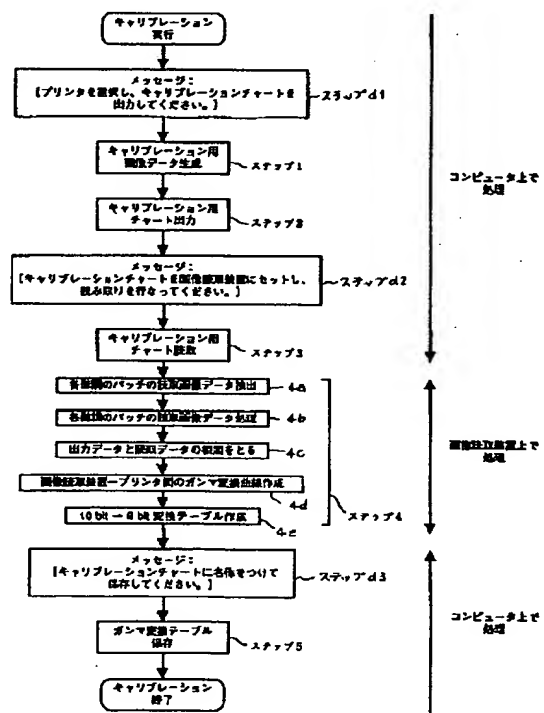 キャリブレーション
実行
メッセージ：
[プリンタを選択し、キャリブレーションチャートを
出力してください。]
ステップd1
キャリブレーション用
画像データ生成
ステップ1
コンピュータ上で
処理
キャリブレーション用
チャート出力
ステップ2
メッセージ：
[キャリブレーションチャートを画像読取装置にセットし、
読み取りを行なってください。]
ステップd2
キャリブレーション用
チャート読取
ステップ3
各階調のパッチの読取画像データ抽出
4a
各階調のパッチの読取画像データ処理
4b
出力データと読取データの相関をとる
4c
画像読取装置ープリンタ間のガンマ変換曲線作成
4d
10bit→8bit変換テーブル作成
4e
ステップ4
画像読取装置上で
処理
メッセージ：
[キャリブレーションチャートに名称をつけて
保存してください。]
ステップd3
ガンマ変換テーブル
保存
ステップ5
コンピュータ上で
処理
キャリブレーション
終了